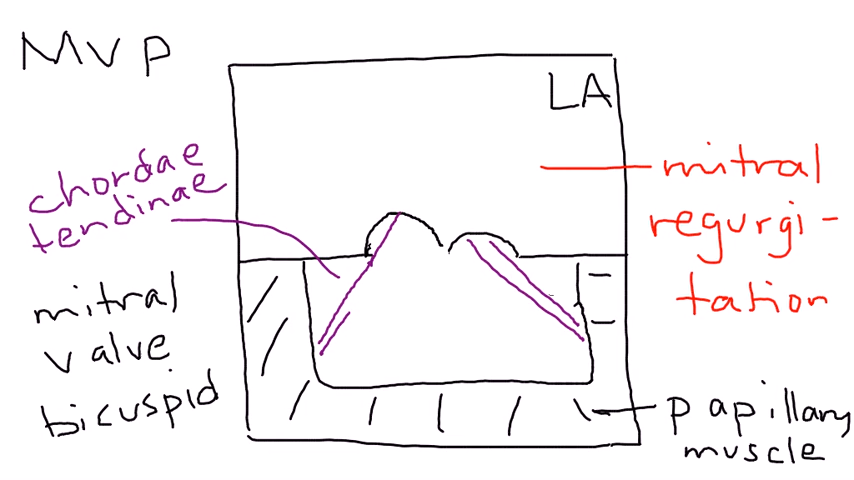 MVP
LA
chordae
tendinae
mitral
regurgi-
tation
mitral
valve
bicuspid
papillary
muscle